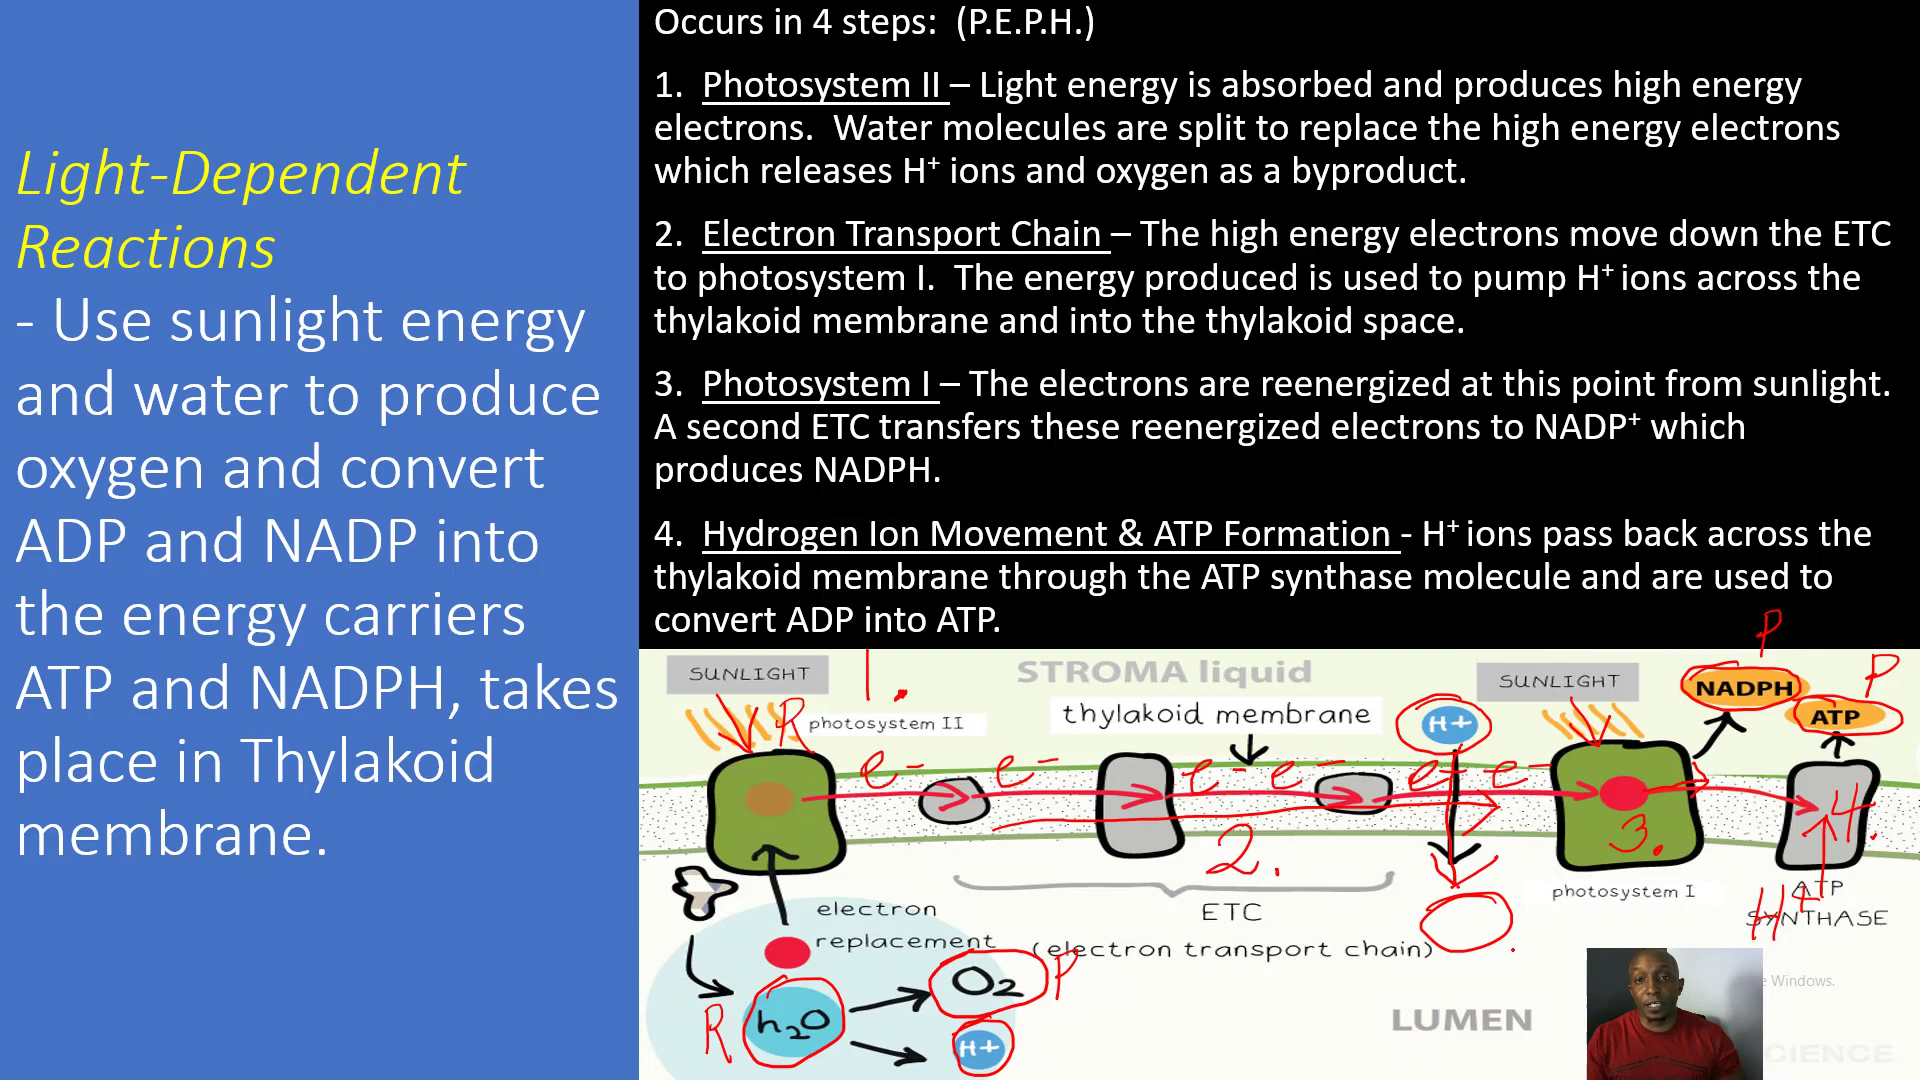 Light-Dependent
Reactions
- Use sunlight energy
and water to produce
oxygen and convert
ADP and NADP into
the energy carriers
ATP and NADPH, takes
place in Thylakoid
membrane.
Occurs in 4 steps: (P.E.P.H.)
1. Photosystem II – Light energy is absorbed and produces high energy
electrons. Water molecules are split to replace the high energy electrons
which releases H+ ions and oxygen as a byproduct.
2. Electron Transport Chain – The high energy electrons move down the ETC
to photosystem I. The energy produced is used to pump H+ ions across the
thylakoid membrane and into the thylakoid space.
3. Photosystem I – The electrons are reenergized at this point from sunlight.
A second ETC transfers these reenergized electrons to NADP+ which
produces NADPH.
4. Hydrogen Ion Movement & ATP Formation - H+ ions pass back across the
thylakoid membrane through the ATP synthase molecule and are used to
convert ADP into ATP.
P
SUNLIGHT
1.
STROMA liquid
SUNLIGHT
NADPH
P
R
photosystem II
thylakoid membrane
H+
ATP
e- e- e- e- e- e-
2.
3.
4.
photosystem I
ATP
SYNTHASE
H+
electron
replacement
ETC
(electron transport chain)
O2
P
R
h2O
H+
LUMEN
Windows.
CIENCE